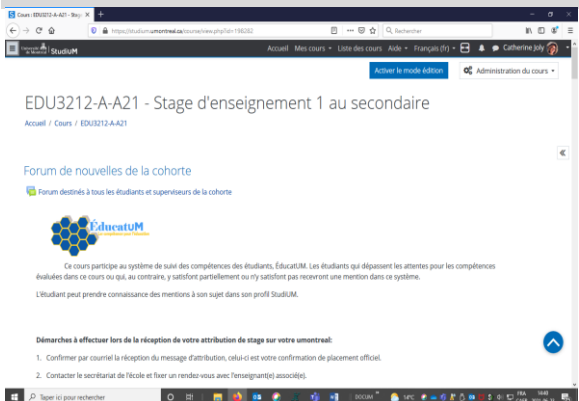 Cours : EDU3212-A-A21 - Stag
https://studium.umontreal.ca/course/view.php?id=196262
Rechercher
StudiUM
Accueil Mes cours Liste des cours Aide Français (fr) Catherine Joly
Activer le mode édition
Administration du cours
EDU3212-A-A21 - Stage d'enseignement 1 au secondaire
Accueil / Cours / EDU3212-A-A21
Forum de nouvelles de la cohorte
Forum destinés à tous les étudiants et superviseurs de la cohorte
ÉducatUM
Ce cours participe au système de suivi des compétences des étudiants, ÉducatUM. Les étudiants qui dépassent les attentes pour les compétences
évaluées dans ce cours ou qui, au contraire, y satisfont partiellement ou n'y satisfont pas recevront une mention dans ce système.
L'étudiant peut prendre connaissance des mentions à son sujet dans son profil StudiUM.
Démarches à effectuer lors de la réception de votre attribution de stage sur votre umontreal:
1. Confirmer par courriel la réception du message d'attribution, celui-ci est votre confirmation de placement officiel.
2. Contacter le secrétariat de l'école et fixer un rendez-vous avec l'enseignant(e) associé(e).
Taper ici pour rechercher
DOCUM
FRA